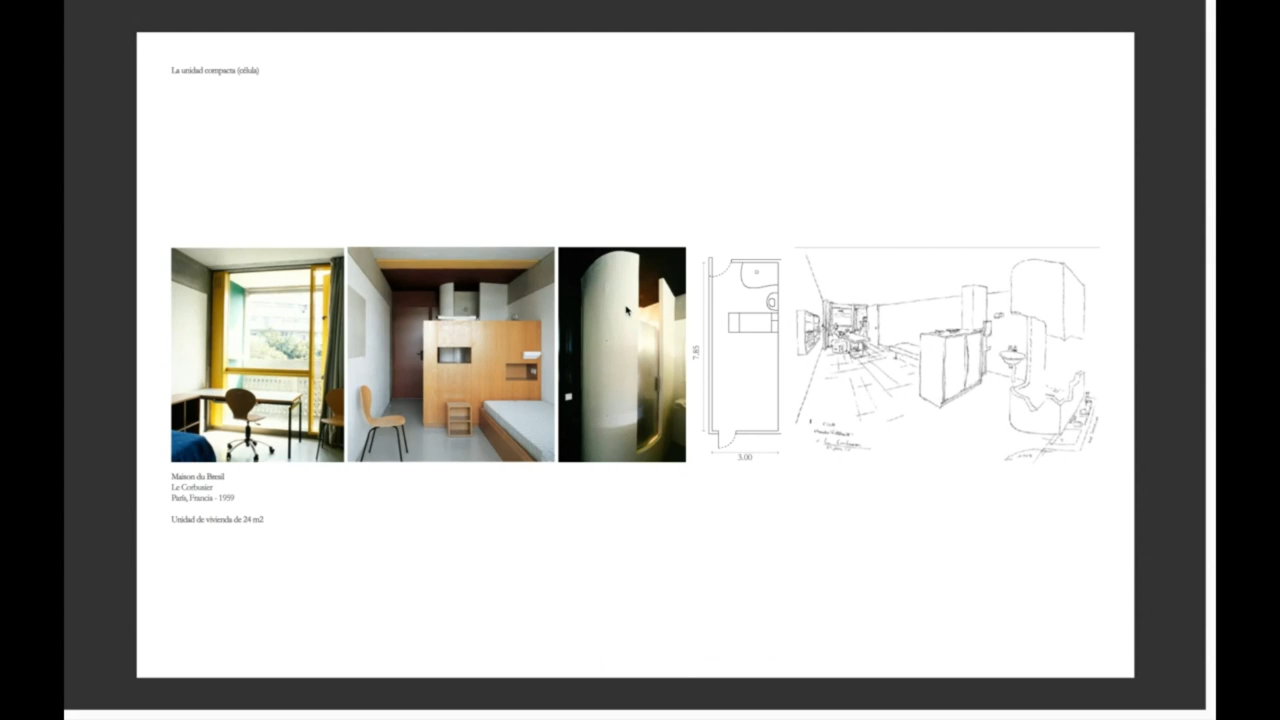 La unidad compacta (célula)
7.85
3.00
Maison du Bresil
Le Corbusier
París, Francia - 1959
Unidad de vivienda de 24 m2